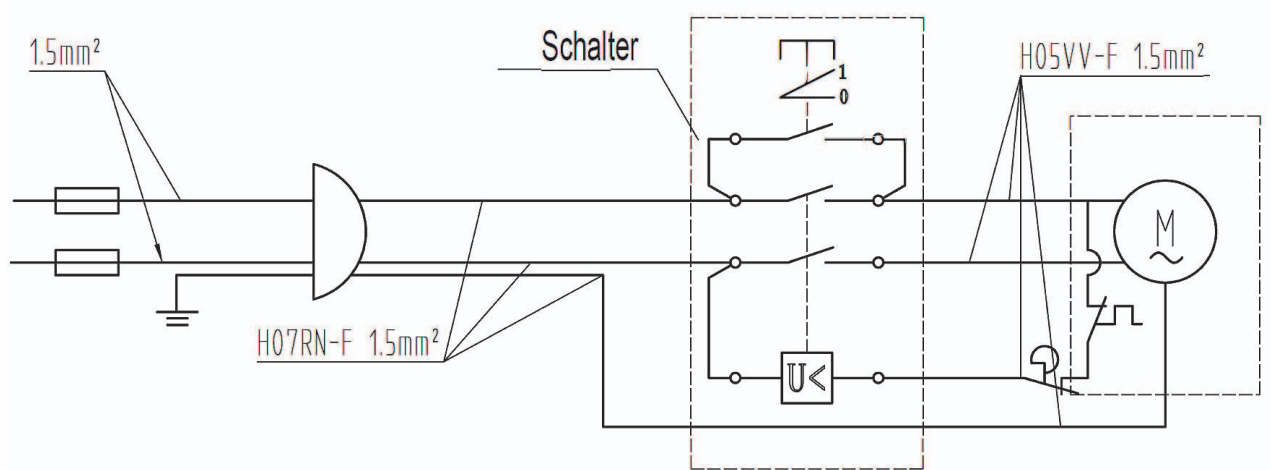 1.5mm²
Schalter
H05VV-F 1.5mm²
1
0
M
H07RN-F 1.5mm²
U<